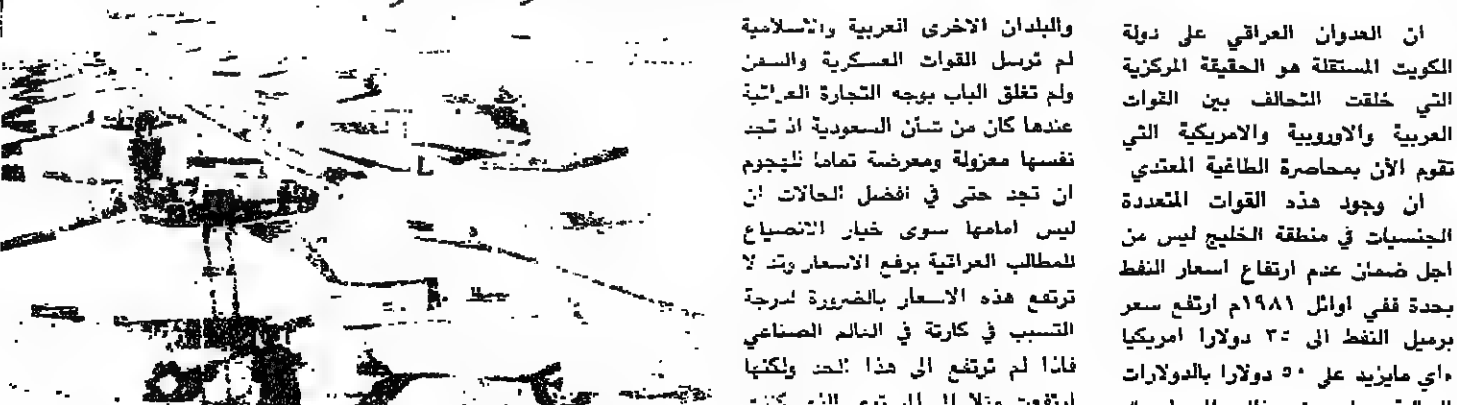 ان العدوان العراقي على دولة
الكويت المستقلة هو الحقيقة المركزية
التي خلقت التحالف بين القوات
العربية والاوروبية والامريكية التي
تقوم الآن بمحاصرة الطاغية المعتدي
ان وجود هذه القوات المتعددة
الجنسيات في منطقة الخليج ليس من
اجل ضمان عدم ارتفاع اسعار النفط
بحدة ففي اوائل ١٩٨١م ارتفع سعر
برميل النفط الى ٣٥ دولارا امريكيا
،اي مايزيد على ٥٠ دولارا بالدولارات
والبلدان الاخرى العربية والاسلامية
لم ترسل القوات العسكرية والسفن
ولم تغلق الباب بوجه التجارة العراقية
عندها كان من شأن السعودية ان تجد
نفسها معزولة ومعرضة تماما للهجوم
ان تجد حتى في افضل الحالات ان
ليس امامها سوى خيار الانصياع
للمطالب العراقية برفع الاسعار وقد لا
ترتفع هذه الاسعار بالضرورة لدرجة
التسبب في كارثة في العالم الصناعي
فاذا لم ترتفع الى هذا الحد ولكنها